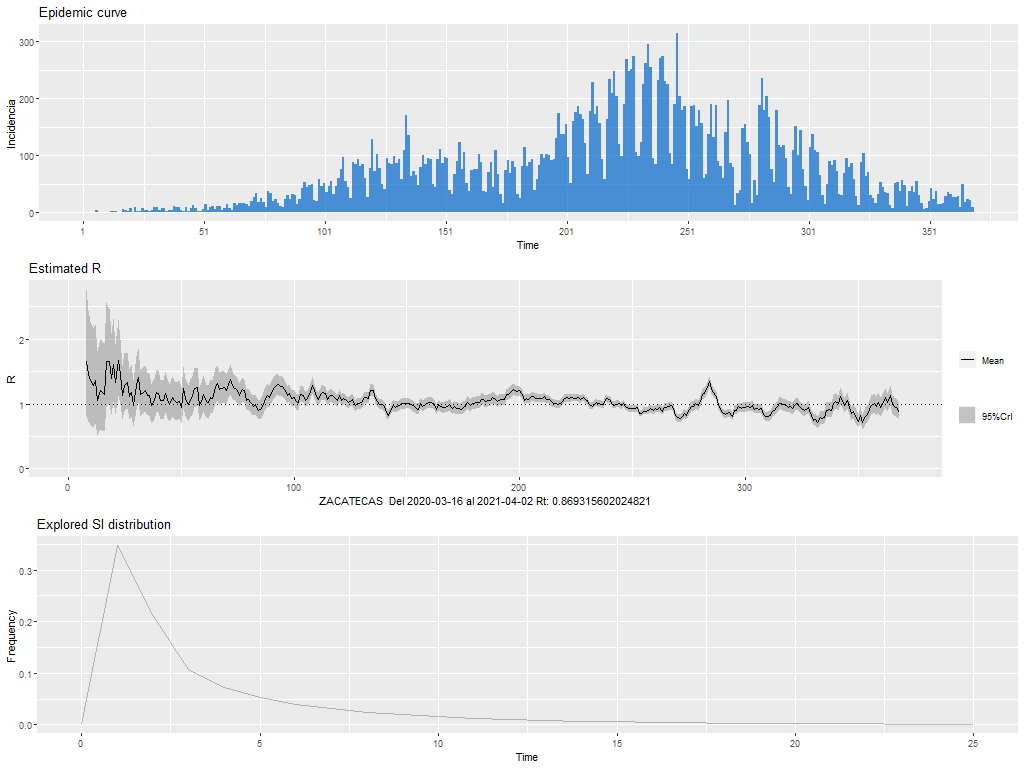 Epidemic curve
Incidencia
300
200
100
0
1 51 101 151 201 251 301 351
Time
Estimated R
R
2
1
0
0 100 200 300
ZACATECAS Del 2020-03-16 al 2021-04-02 Rt: 0.869315602024821
Mean
95%CrI
Explored SI distribution
Frequency
0.3
0.2
0.1
0.0
0 5 10 15 20 25
Time